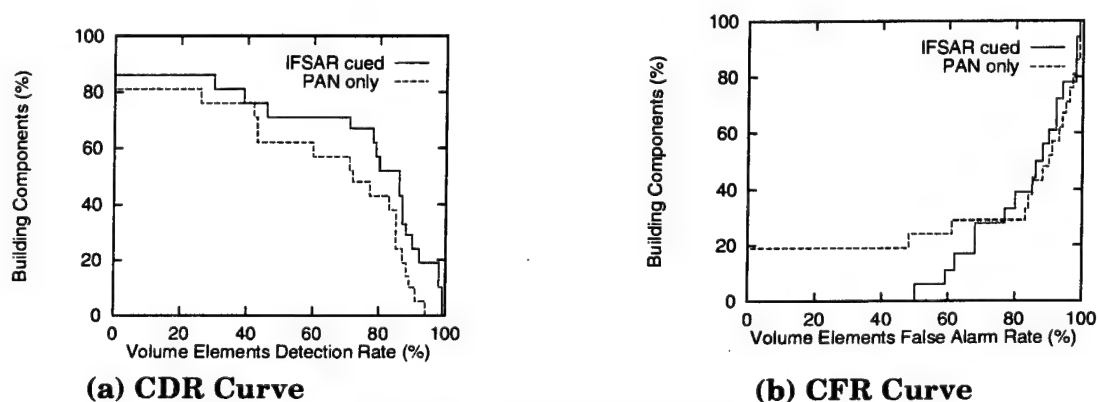 100
80
60
40
20
0
Building Components (%)
IFSAR cued
PAN only
0 20 40 60 80 100
Volume Elements Detection Rate (%)
(a) CDR Curve
100
80
60
40
20
0
Building Components (%)
IFSAR cued
PAN only
0 20 40 60 80 100
Volume Elements False Alarm Rate (%)
(b) CFR Curve